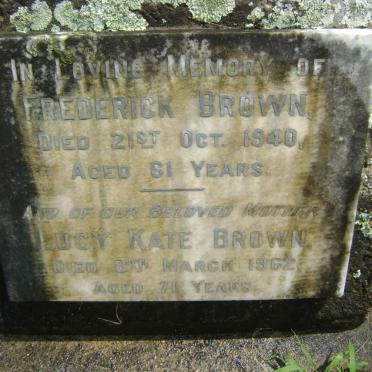 In Loving Memory of
Frederick Brown,
Died 21st Oct. 1940,
Aged 61 Years.
And of our Beloved Mother
Lucy Kate Brown,
Died 8th March 1962
Aged 71 Years.